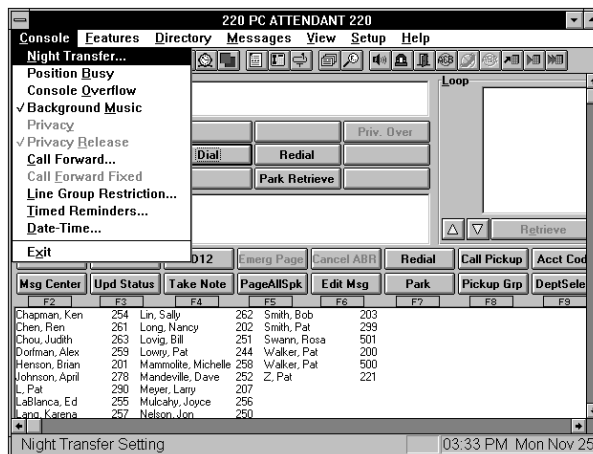 220 PC ATTENDANT 220
Console Features Directory Messages View Setup Help
Night Transfer...
Position Busy
Console Overflow
√ Background Music
Privacy
√ Privacy Release
Call Forward...
Call Forward Fixed
Line Group Restriction...
Timed Reminders...
Date-Time...
Exit
ACB
Loop
Priv. Over
Dial Redial
Park Retrieve
Retrieve
D12 Emerg Page Cancel ABR Redial Call Pickup Acct Cod
Msg Center Upd Status Take Note PageAllSpk Edit Msg Park Pickup Grp DeptSele
F2 F3 F4 F5 F6 F7 F8 F9
Chapman, Ken 254 Lin, Sally 262 Smith, Bob 203
Chen, Ren 261 Long, Nancy 202 Smith, Pat 299
Chou, Judith 263 Lovig, Bill 251 Swann, Rosa 501
Dorfman, Alex 259 Lowry, Pat 244 Walker, Pat 200
Henson, Brian 201 Mammolite, Michelle 258 Walker, Pat 500
Johnson, April 278 Mandeville, Dave 252 Z, Pat 221
L, Pat 290 Meyer, Larry 207
LaBlanca, Ed 255 Mulcahy, Joyce 256
Lang, Karena 257 Nelson, Jon 250
Night Transfer Setting 03:33 PM Mon Nov 25